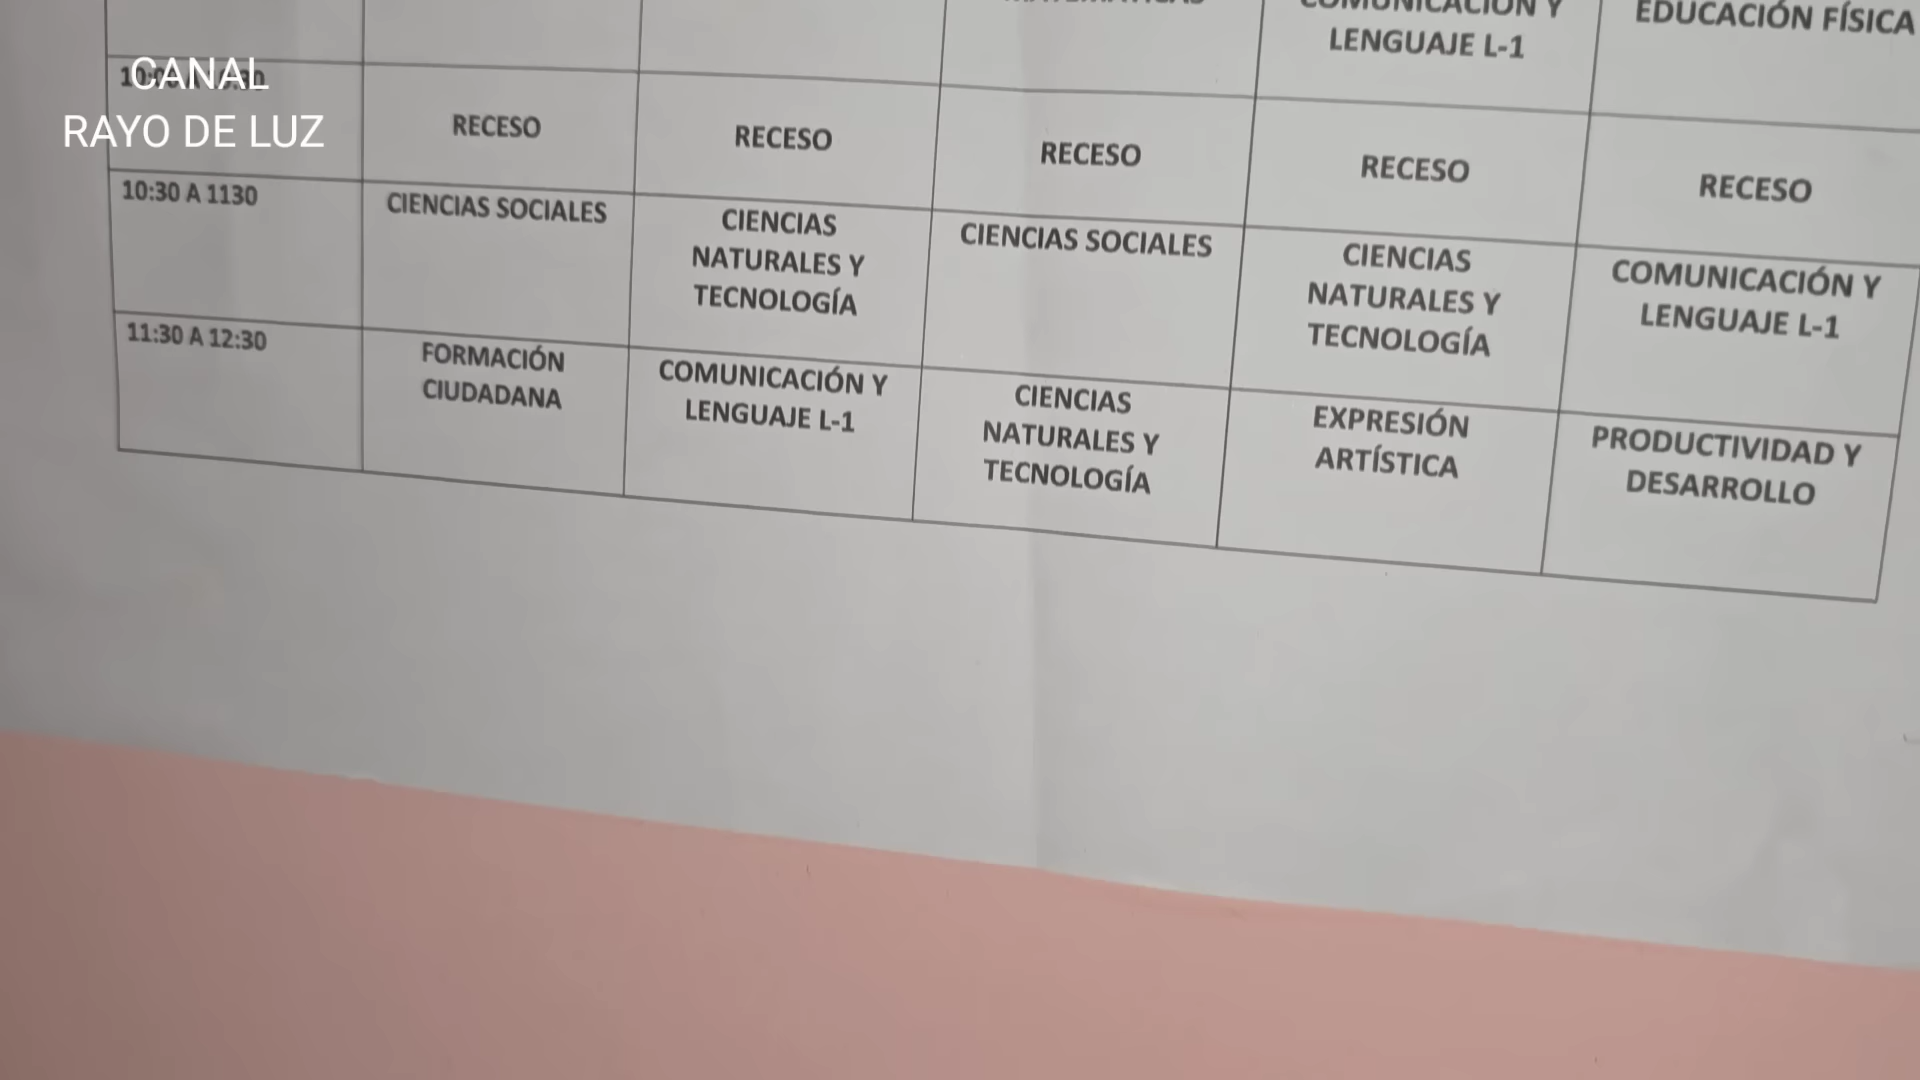 CANAL
RAYO DE LUZ
COMUNICACIÓN Y
LENGUAJE L-1
EDUCACIÓN FÍSICA
RECESO
RECESO
RECESO
RECESO
RECESO
10:30 A 1130
CIENCIAS SOCIALES
CIENCIAS
NATURALES Y
TECNOLOGÍA
CIENCIAS SOCIALES
CIENCIAS
NATURALES Y
TECNOLOGÍA
COMUNICACIÓN Y
LENGUAJE L-1
11:30 A 12:30
FORMACIÓN
CIUDADANA
COMUNICACIÓN Y
LENGUAJE L-1
CIENCIAS
NATURALES Y
TECNOLOGÍA
EXPRESIÓN
ARTÍSTICA
PRODUCTIVIDAD Y
DESARROLLO